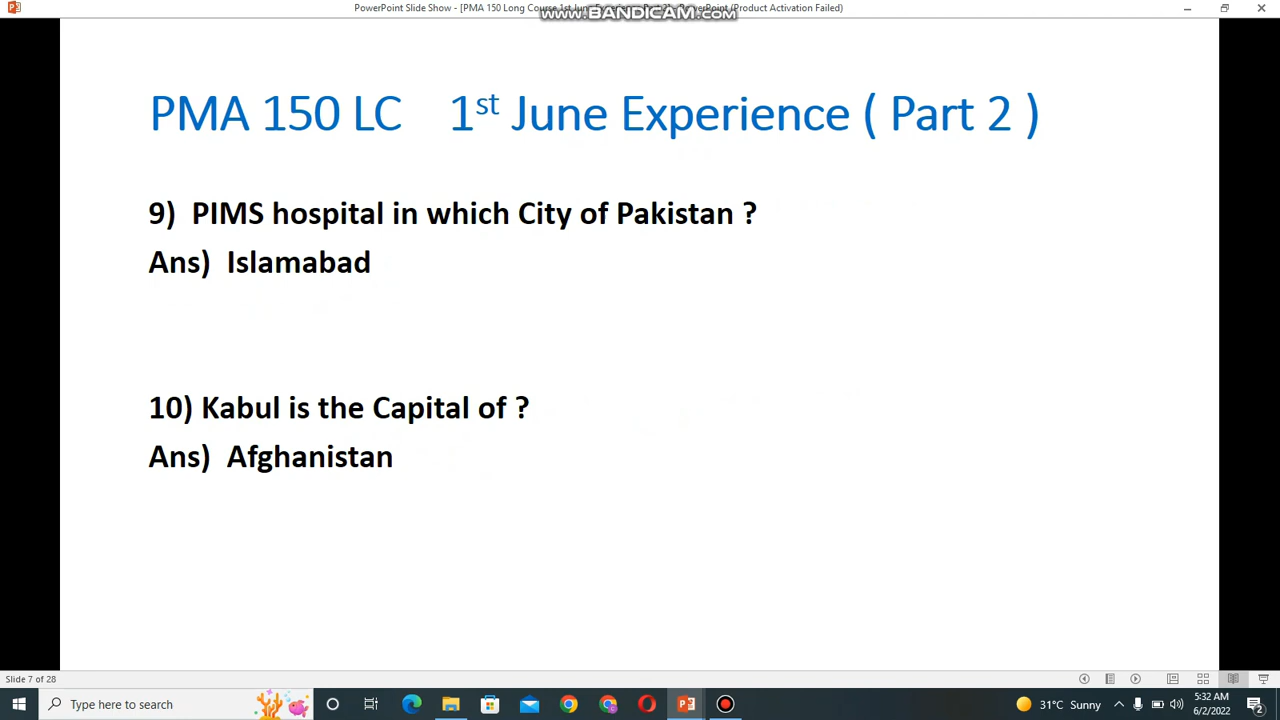 PowerPoint Slide Show - [PMA 150 Long Course 1st June
www.BANDICAM.com
PowerPoint (Product Activation Failed)
PMA 150 LC 1st June Experience ( Part 2 )
9) PIMS hospital in which City of Pakistan ?
Ans) Islamabad
10) Kabul is the Capital of ?
Ans) Afghanistan
Slide 7 of 28
Type here to search
31°C Sunny
5:32 AM
6/2/2022
2